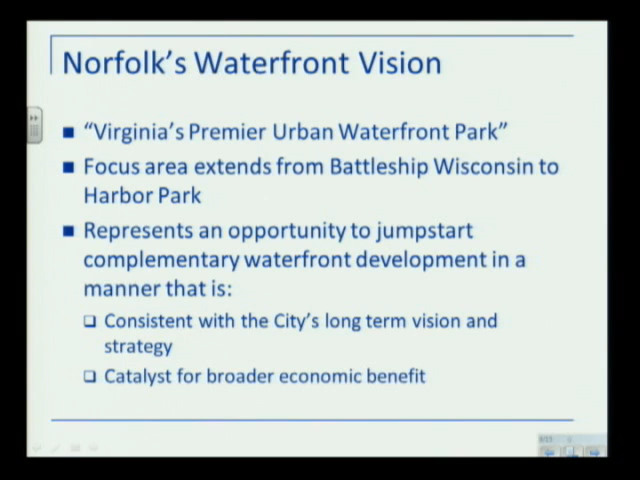 Norfolk's Waterfront Vision
"Virginia's Premier Urban Waterfront Park"
Focus area extends from Battleship Wisconsin to
Harbor Park
Represents an opportunity to jumpstart
complementary waterfront development in a
manner that is:
Consistent with the City's long term vision and
strategy
Catalyst for broader economic benefit